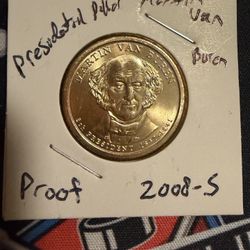 Presidential Dollar
Martin
Van
Buren
MARTIN VAN BUREN
8th PRESIDENT 1837-1841
Proof
2008-S